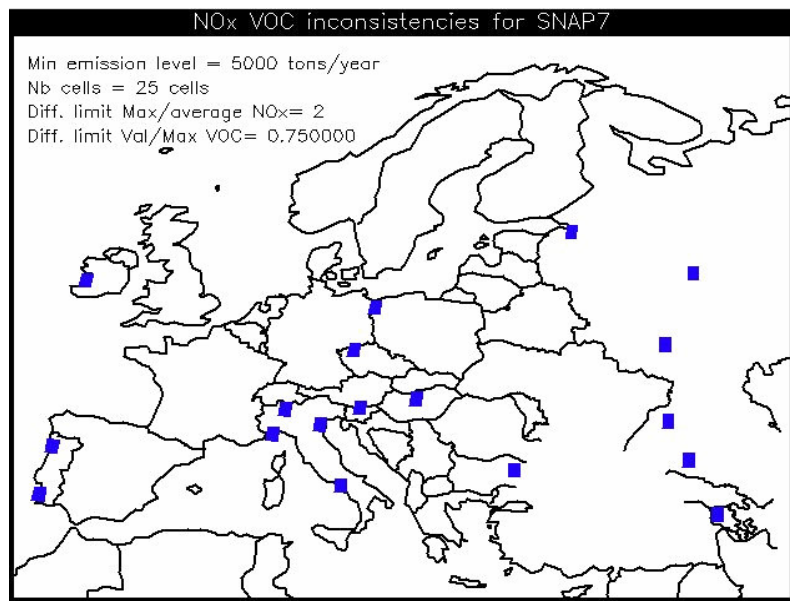 NOx VOC inconsistencies for SNAP7
Min emission level = 5000 tons/year
Nb cells = 25 cells
Diff. limit Max/average NOx= 2
Diff. limit Val/Max VOC= 0.750000